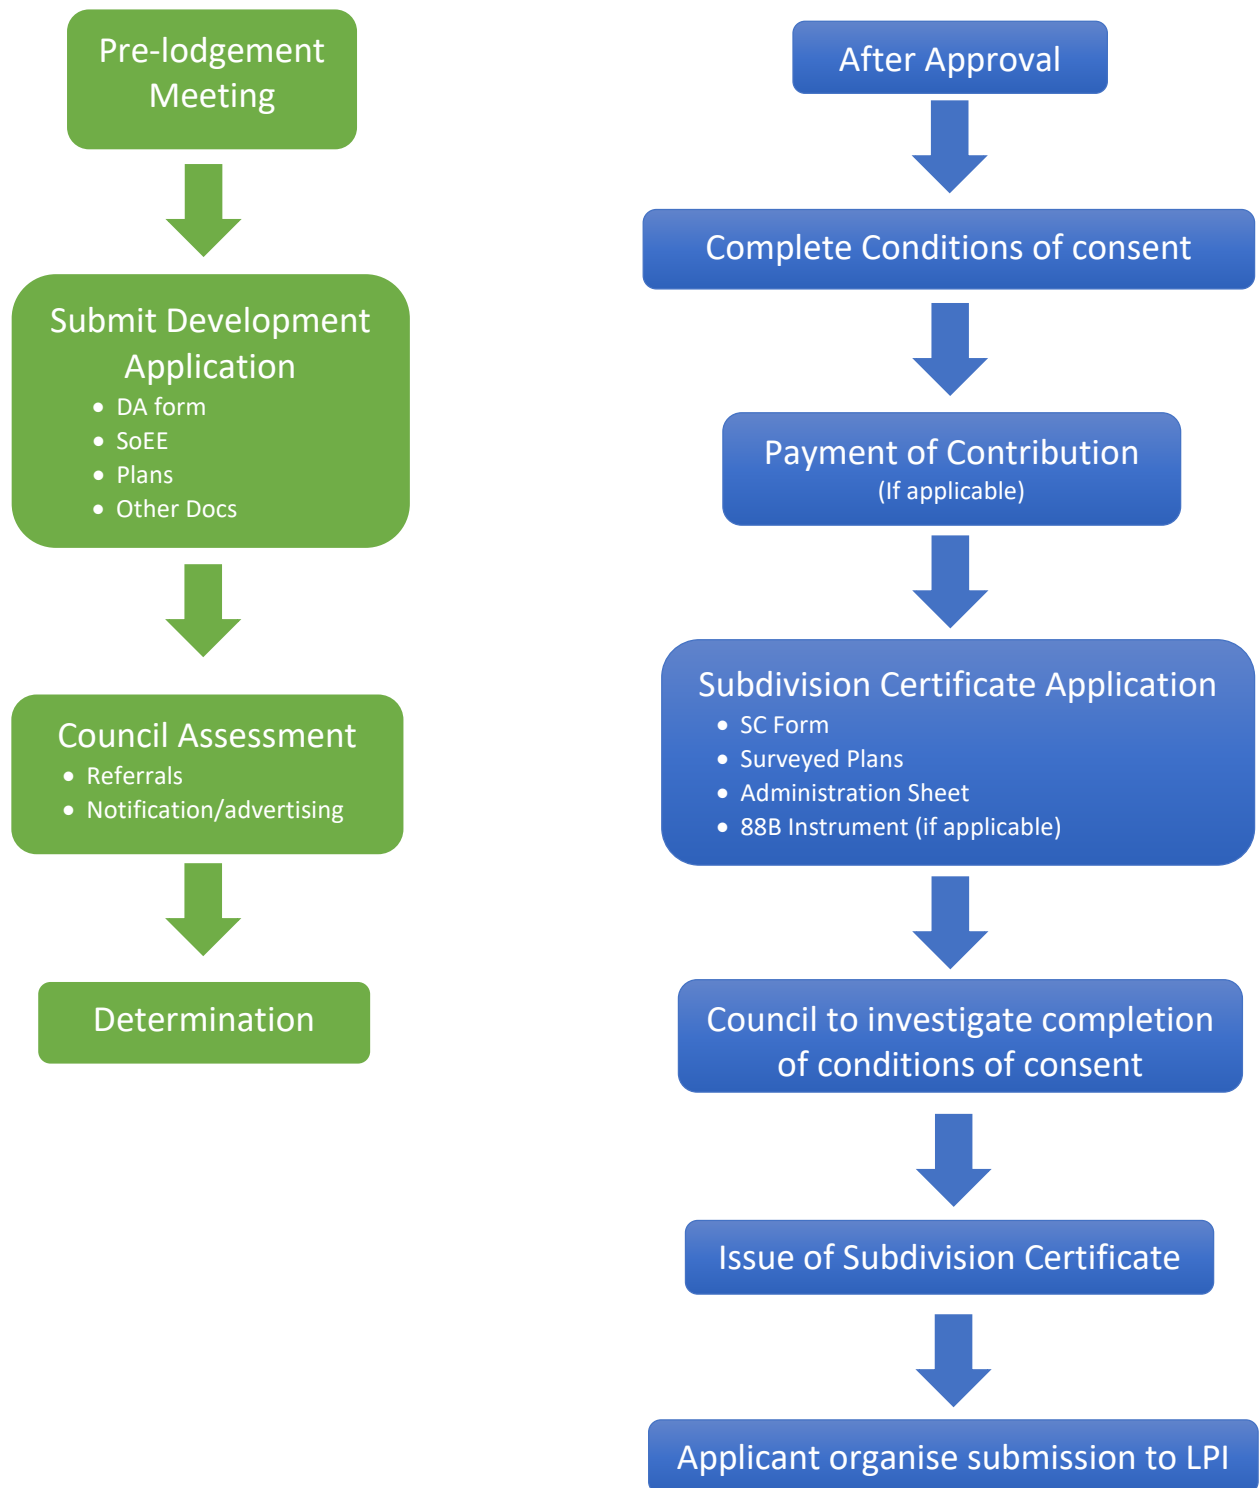 Pre-lodgement
Meeting
Submit Development
Application
• DA form
• SoEE
• Plans
• Other Docs
Council Assessment
• Referrals
• Notification/advertising
Determination
After Approval
Complete Conditions of consent
Payment of Contribution
(If applicable)
Subdivision Certificate Application
• SC Form
• Surveyed Plans
• Administration Sheet
• 88B Instrument (if applicable)
Council to investigate completion
of conditions of consent
Issue of Subdivision Certificate
Applicant organise submission to LPI